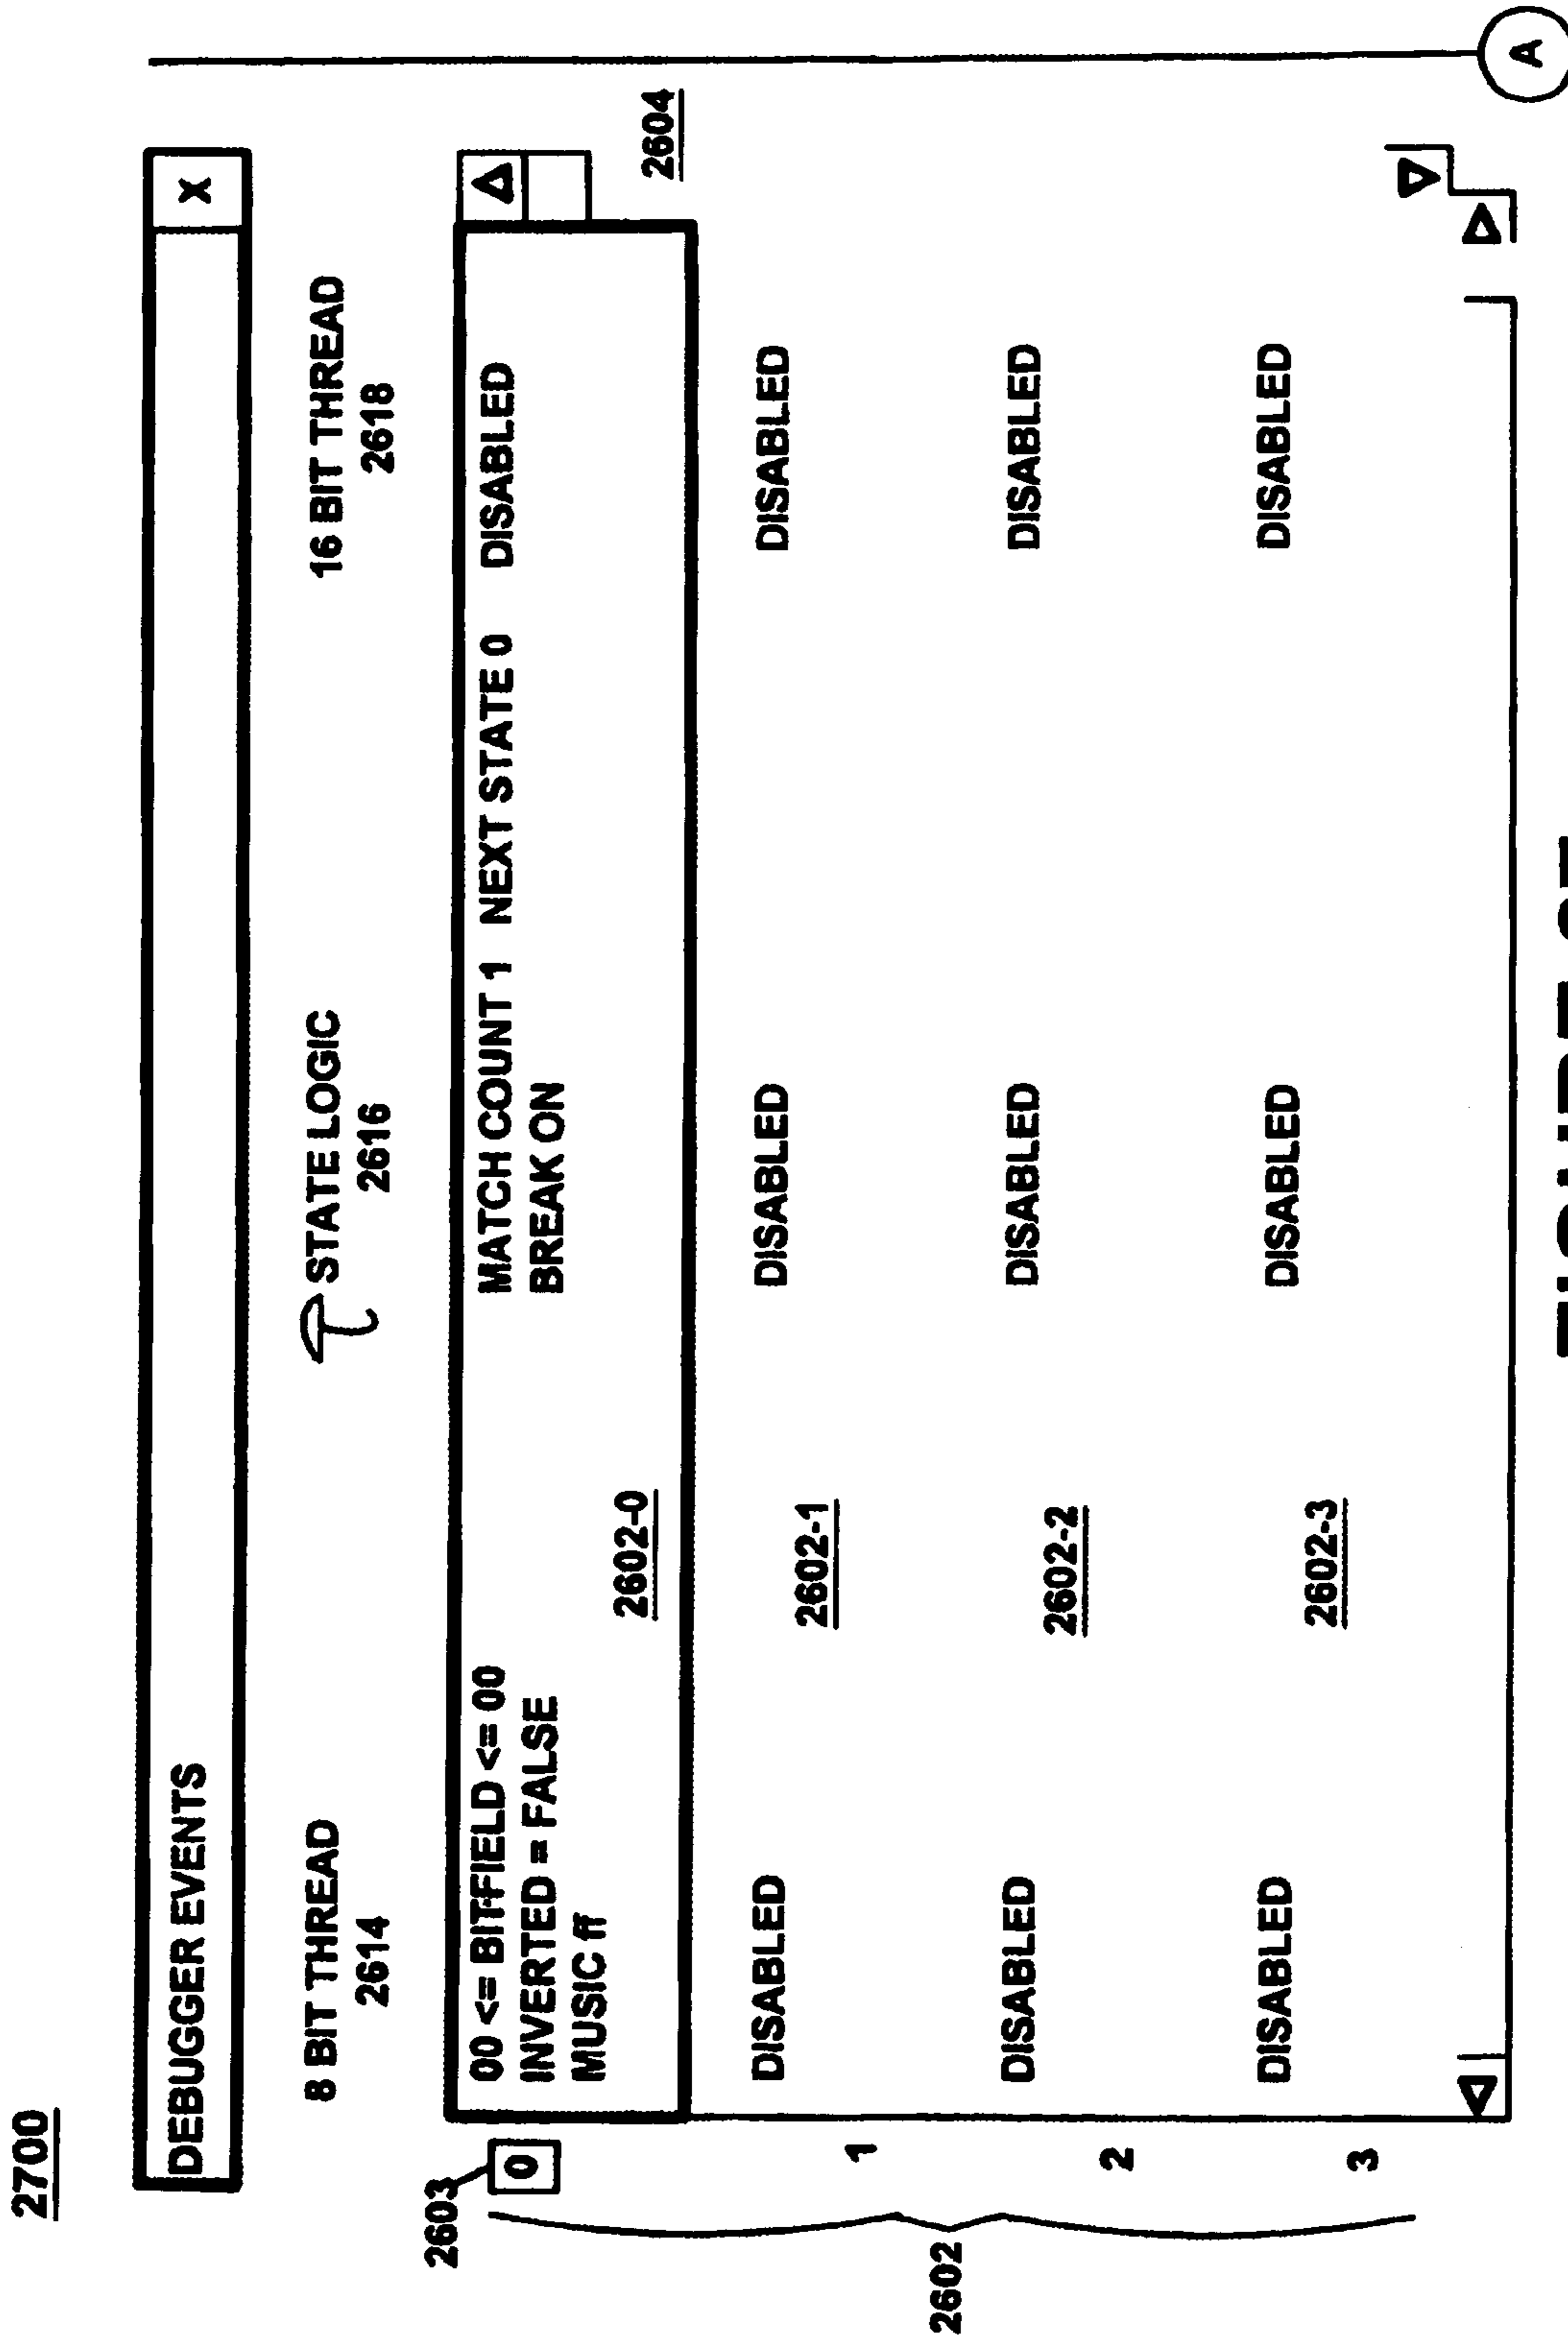 2700
DEBUGGER EVENTS X
8 BIT THREAD
2614
STATE LOGIC
2616
16 BIT THREAD
2618
2603
0
00 <= BITFIELD <= 00
INVERTED = FALSE
MUSIC ff
MATCH COUNT 1 NEXT STATE 0 DISABLED
BREAK ON
2602-0
2604
2602
1
DISABLED DISABLED DISABLED
2602-1
2
DISABLED DISABLED DISABLED
2602-2
3
DISABLED DISABLED DISABLED
2602-3
A